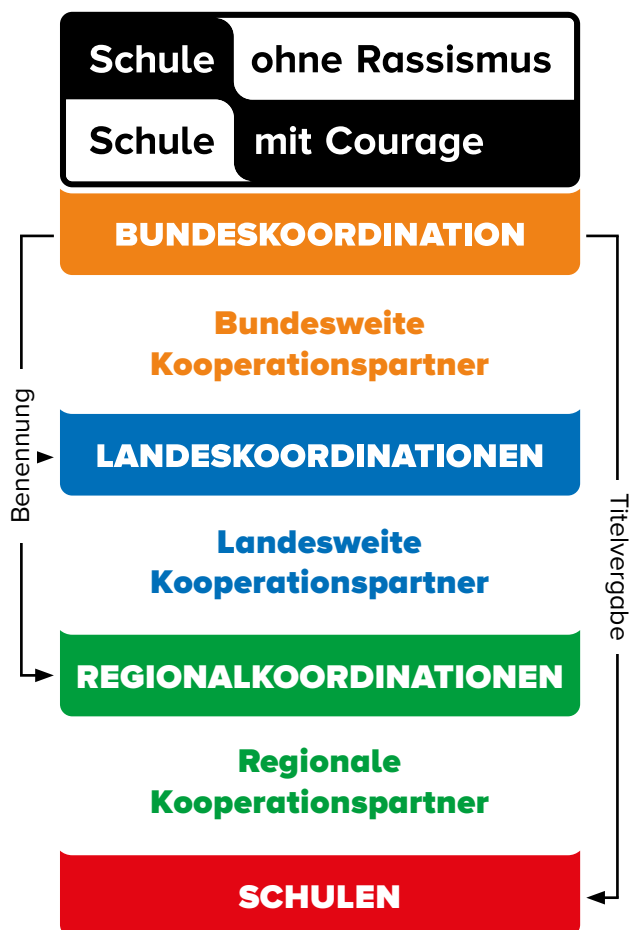 Schule ohne Rassismus
Schule mit Courage
BUNDESKOORDINATION
Bundesweite
Kooperationspartner
Benennung
LANDESKOORDINATIONEN
Titelvergabe
Landesweite
Kooperationspartner
REGIONALKOORDINATIONEN
Regionale
Kooperationspartner
SCHULEN